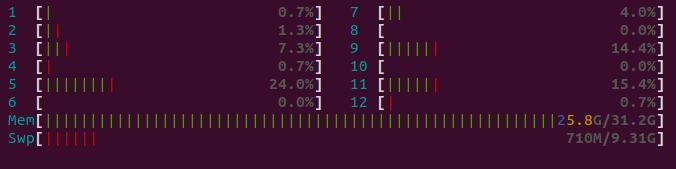 1 [|| 0.7%] 7 [|| 4.0%]
2 [|| 1.3%] 8 [ 0.0%]
3 [||| 7.3%] 9 [|||||| 14.4%]
4 [| 0.7%] 10 [ 0.0%]
5 [|||||||| 24.0%] 11 [|||||| 15.4%]
6 [ 0.0%] 12 [| 0.7%]
Mem[||||||||||||||||||||||||||||||||||||||||||||||||||||||||||25.8G/31.2G]
Swp[|||||| 710M/9.31G]